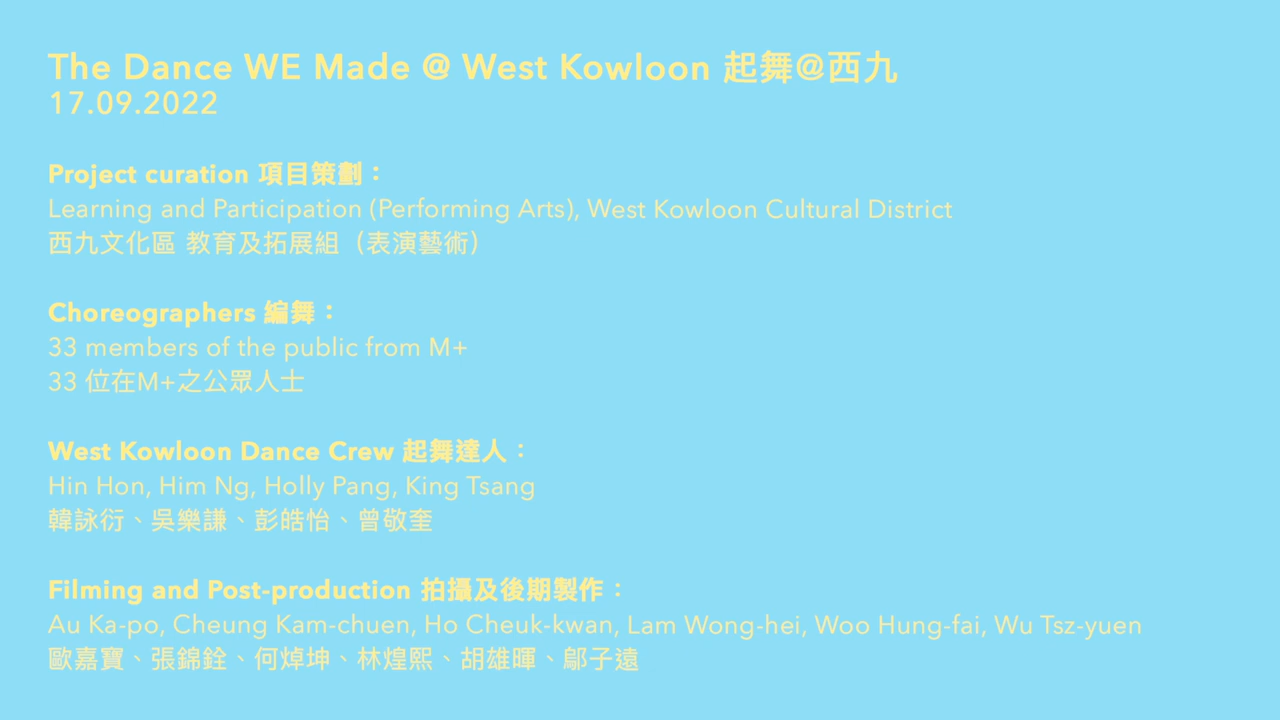 The Dance WE Made @ West Kowloon 起舞@西九
17.09.2022
Project curation 項目策劃：
Learning and Participation (Performing Arts), West Kowloon Cultural District
西九文化區 教育及拓展組（表演藝術）
Choreographers 編舞：
33 members of the public from M+
33 位在M+之公眾人士
West Kowloon Dance Crew 起舞達人：
Hin Hon, Him Ng, Holly Pang, King Tsang
韓詠衍、吳樂謙、彭皓怡、曾敬奎
Filming and Post-production 拍攝及後期製作：
Au Ka-po, Cheung Kam-chuen, Ho Cheuk-kwan, Lam Wong-hei, Woo Hung-fai, Wu Tsz-yuen
歐嘉寶、張錦銓、何焯坤、林煌熙、胡雄暉、鄔子遠